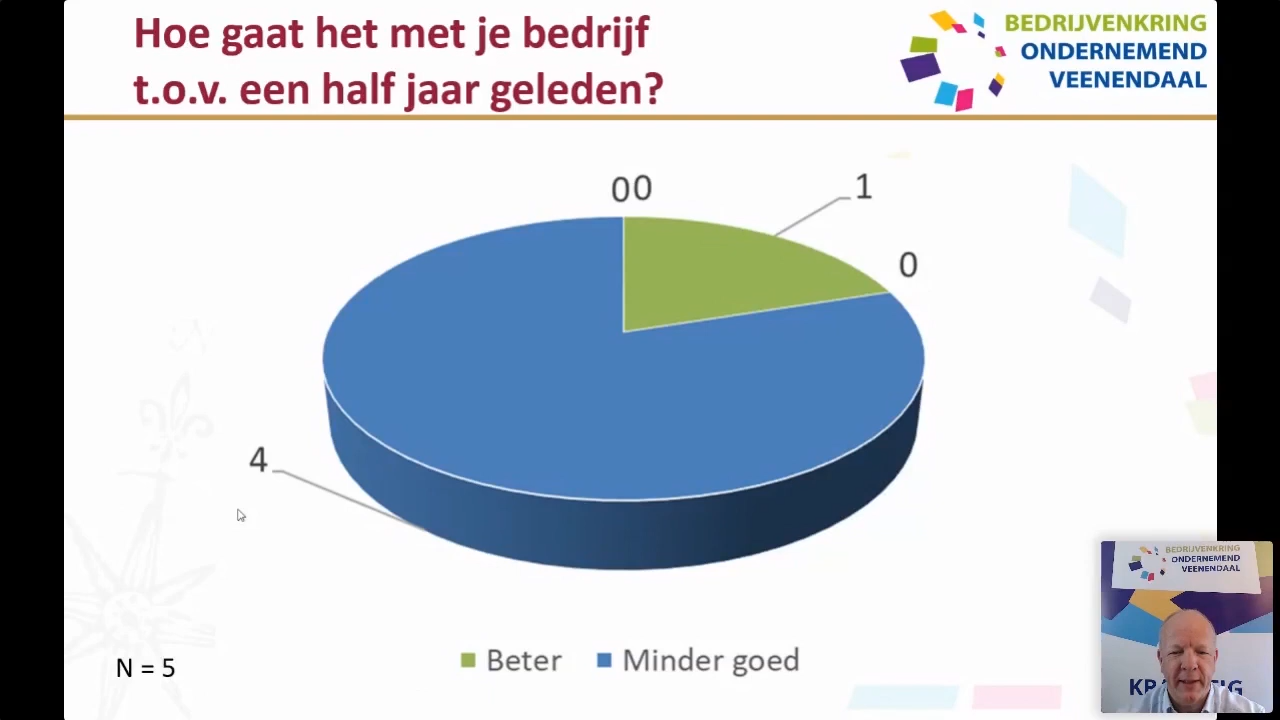 Hoe gaat het met je bedrijf
t.o.v. een half jaar geleden?
BEDRIJVENKRING
ONDERNEMEND
VEENENDAAL
00
1
0
4
N = 5
Beter
Minder goed
BEDRIJVENKRING
ONDERNEMEND
VEENENDAAL